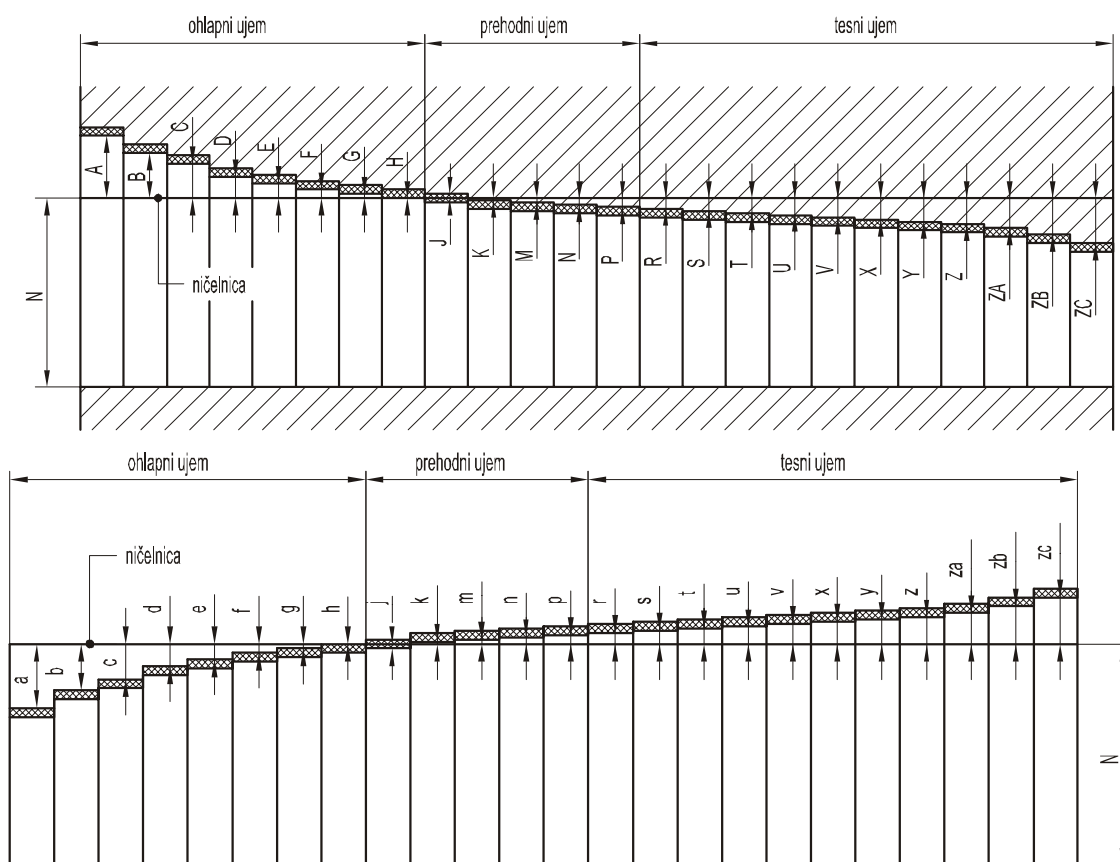 ohlapni ujem prehodni ujem tesni ujem
A B C D E F G H
J K M N P R S T U V X Y Z ZA ZB ZC
ničelnica
N
ohlapni ujem prehodni ujem tesni ujem
ničelnica
a b c d e f g h j k m n p r s t u v x y z za zb zc
N